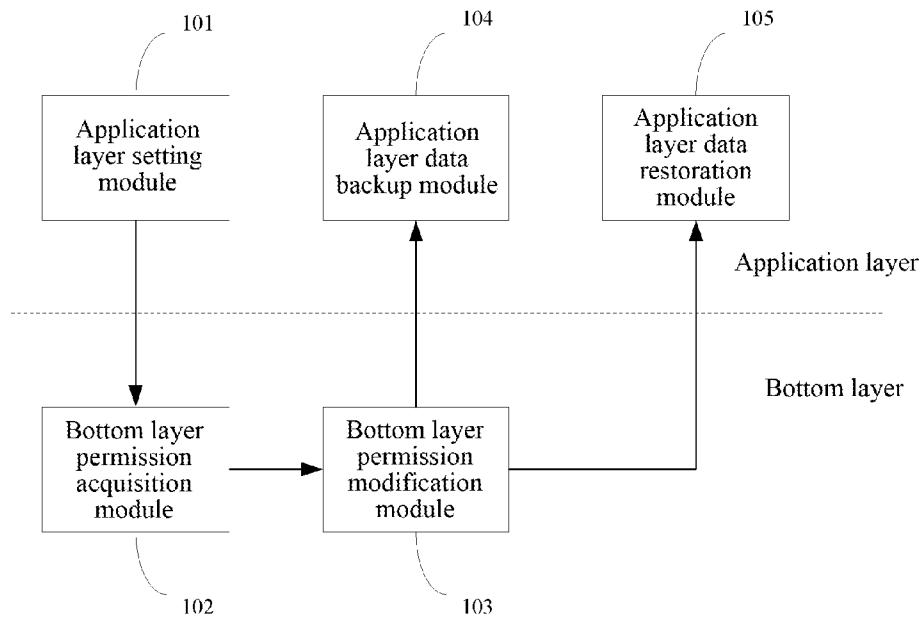 101
104
105
Application
layer setting
module
Application
layer data
backup module
Application
layer data
restoration
module
Application layer
Bottom layer
Bottom layer
permission
acquisition
module
Bottom layer
permission
modification
module
102
103